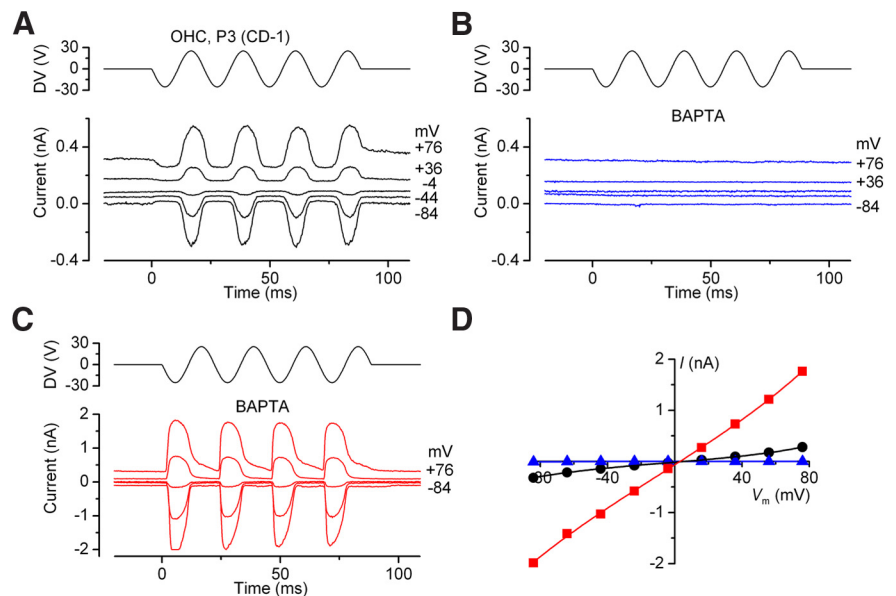 A
OHC, P3 (CD-1)
DV (V)
30
0
-30
Current (nA)
0.4
0.0
-0.4
mV
+76
+36
-4
-44
-84
0 50 100
Time (ms)
B
DV (V)
30
0
-30
BAPTA
Current (nA)
0.4
0.0
-0.4
mV
+76
+36
-84
0 50 100
Time (ms)
C
DV (V)
30
0
-30
BAPTA
Current (nA)
2
1
0
-1
-2
mV
+76
-84
0 50 100
Time (ms)
D
I (nA)
2
1
-1
-2
-80 -40 40 80
Vm (mV)